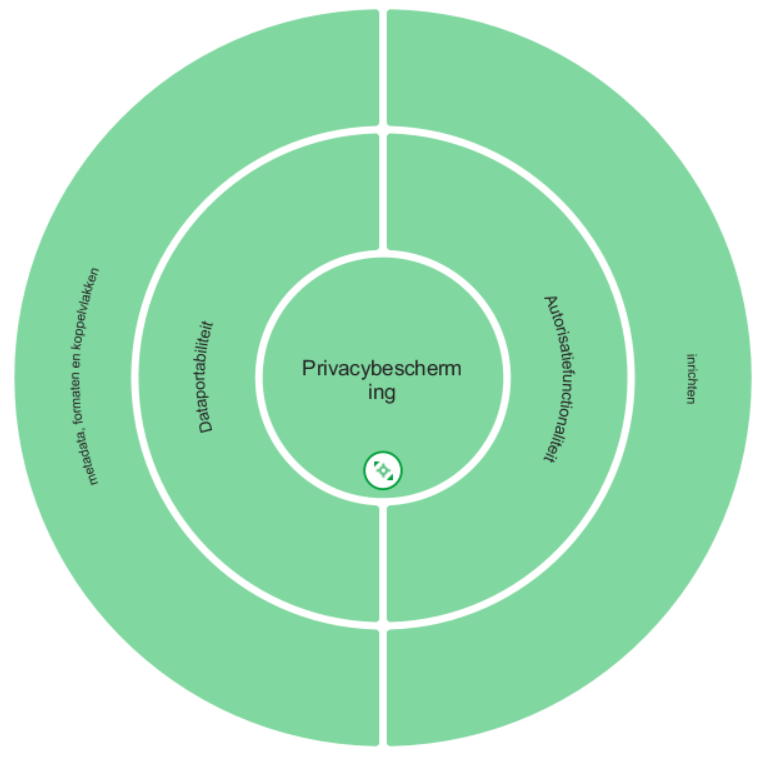 metadata, formaten en koppelvlakken
Dataportabiliteit
Privacybescherm
ing
Autorisatiefunctionaliteit
inrichten